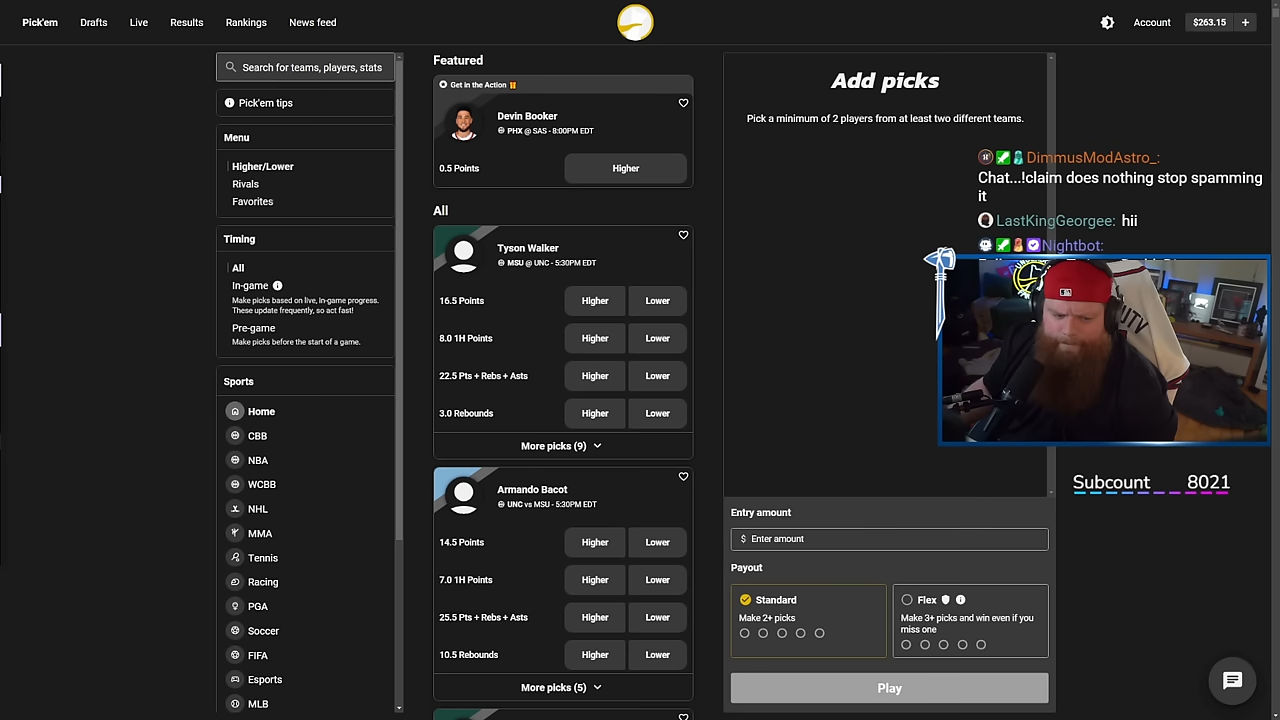 Pick'em
Drafts
Live
Results
Rankings
News feed
Account
$263.15
+
Search for teams, players, stats
Pick'em tips
Menu
Higher/Lower
Rivals
Favorites
Timing
All
In-game
Make picks based on live, in-game progress.
These update frequently, so act fast!
Pre-game
Make picks before the start of a game.
Sports
Home
CBB
NBA
WCBB
NHL
MMA
Tennis
Racing
PGA
Soccer
FIFA
Esports
MLB
Featured
Get in the Action
Devin Booker
PHX @ SAS - 8:00PM EDT
0.5 Points
Higher
All
Tyson Walker
MSU @ UNC - 5:30PM EDT
16.5 Points
Higher
Lower
8.0 1H Points
Higher
Lower
22.5 Pts + Rebs + Asts
Higher
Lower
3.0 Rebounds
Higher
Lower
More picks (9)
Armando Bacot
UNC vs MSU - 5:30PM EDT
14.5 Points
Higher
Lower
7.0 1H Points
Higher
Lower
25.5 Pts + Rebs + Asts
Higher
Lower
10.5 Rebounds
Higher
Lower
More picks (5)
Add picks
Pick a minimum of 2 players from at least two different teams.
Entry amount
$ Enter amount
Payout
Standard
Make 2+ picks
Flex
Make 3+ picks and win even if you
miss one
Play
DimmusModAstro_:
Chat...!claim does nothing stop spamming
it
LastKingGeorgee: hii
Nightbot:
UTV
Subcount 8021